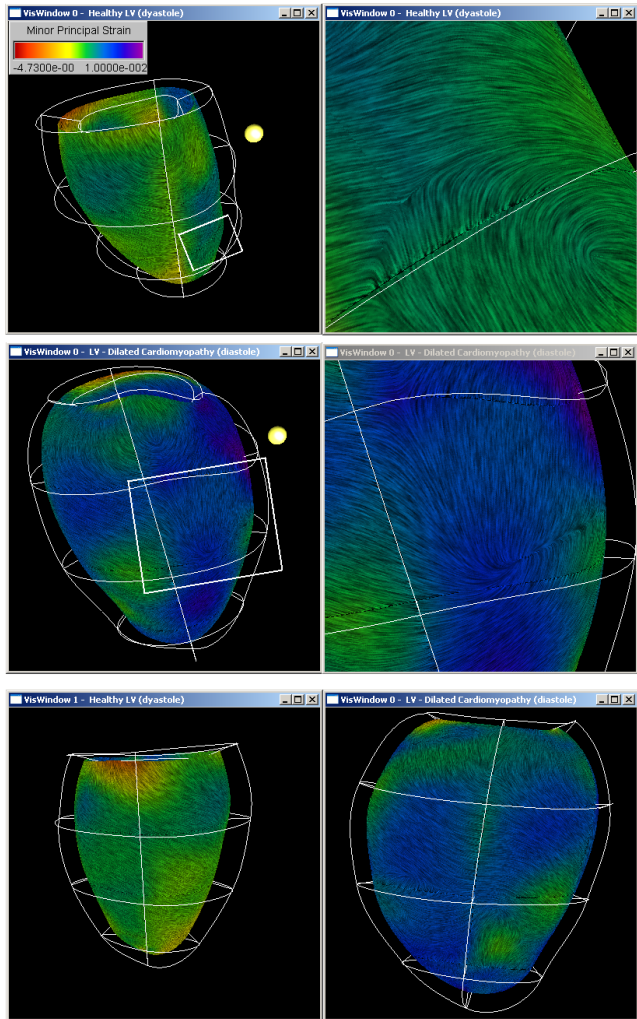 VisWindow 0 - Healthy LV (dyastole)
VisWindow 0 - Healthy LV (dyastole)
Minor Principal Strain
-4.7300e-00 1.0000e-002
VisWindow 0 - LV - Dilated Cardiomyopathy (diastole)
VisWindow 0 - LV - Dilated Cardiomyopathy (diastole)
VisWindow 1 - Healthy LV (dyastole)
VisWindow 0 - LV - Dilated Cardiomyopathy (diastole)